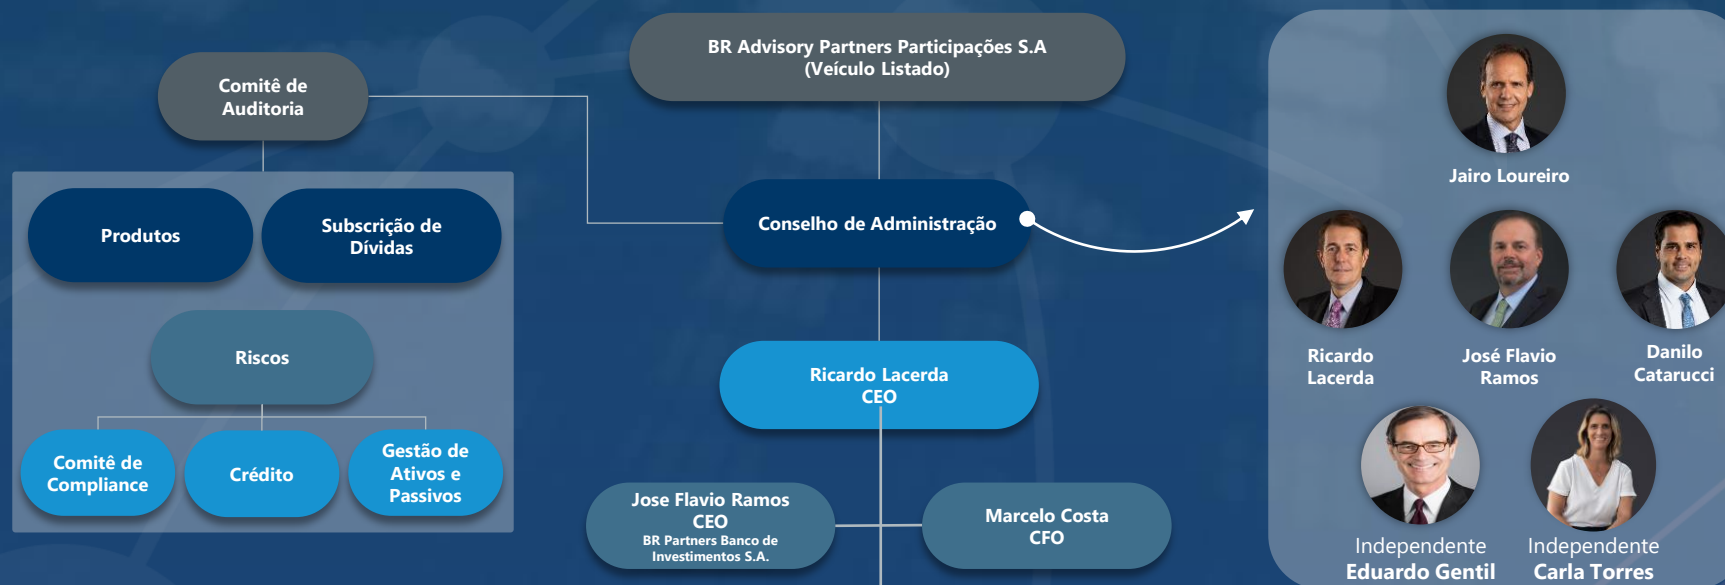 BR Advisory Partners Participações S.A
(Veículo Listado)
Comitê de
Auditoria
Produtos
Subscrição de
Dívidas
Riscos
Comitê de
Compliance
Crédito
Gestão de
Ativos e
Passivos
Conselho de Administração
Ricardo Lacerda
CEO
Jose Flavio Ramos
CEO
BR Partners Banco de
Investimentos S.A.
Marcelo Costa
CFO
Jairo Loureiro
Ricardo
Lacerda
José Flavio
Ramos
Danilo
Catarucci
Independente
Eduardo Gentil
Independente
Carla Torres